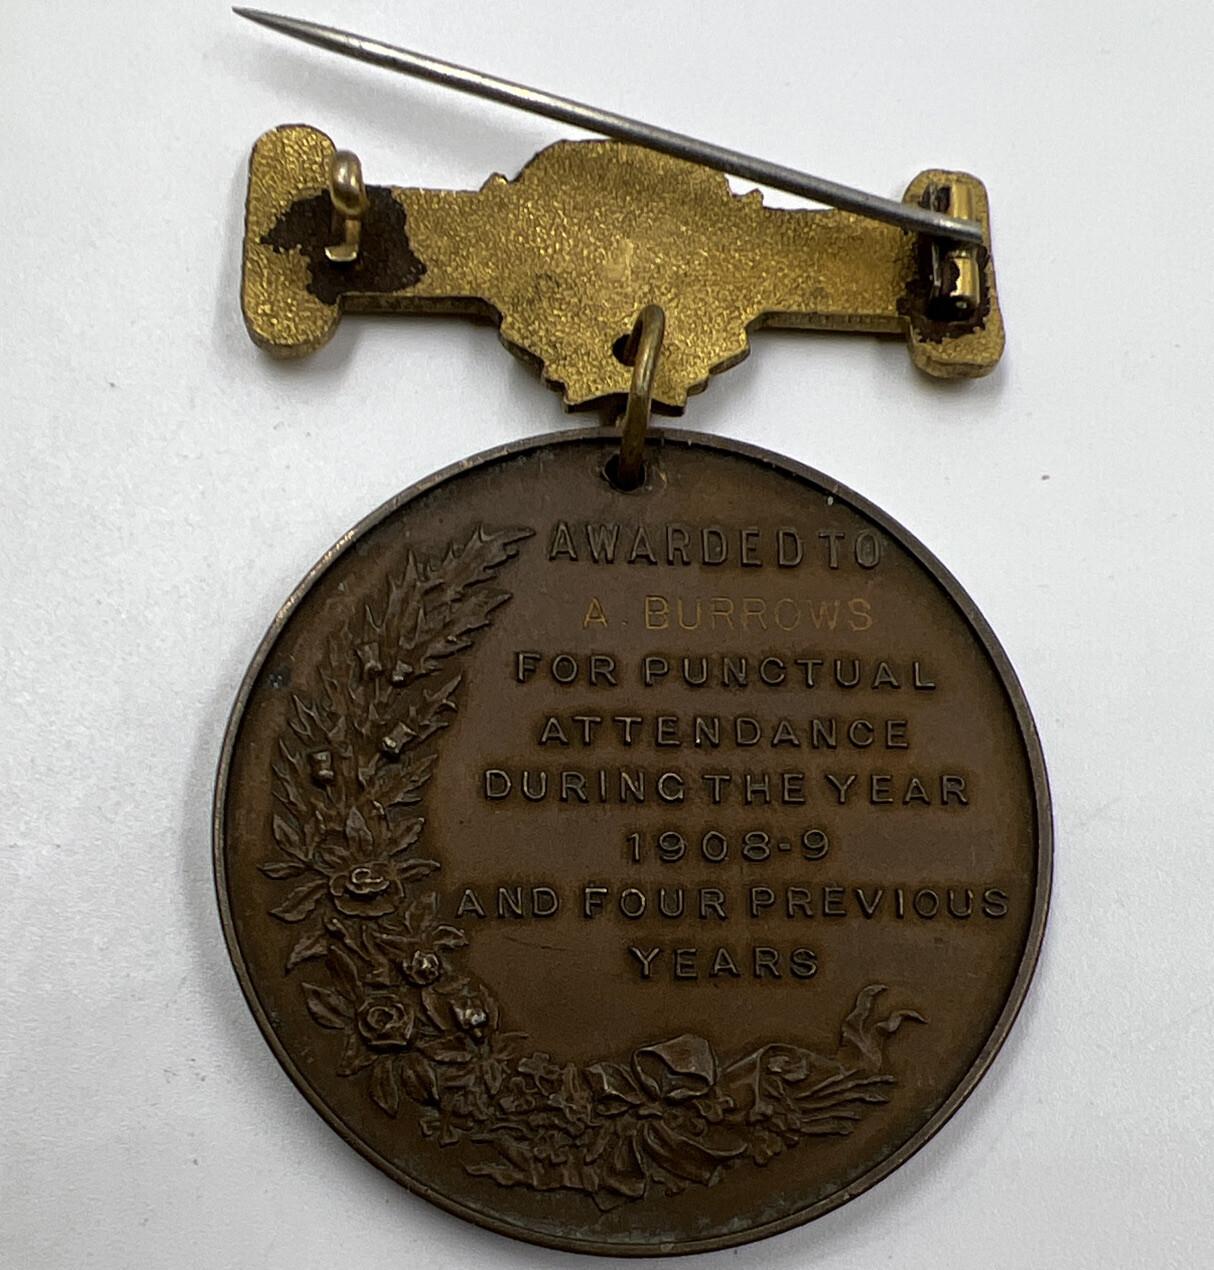 AWARDED TO
A. BURROWS
FOR PUNCTUAL
ATTENDANCE
DURING THE YEAR
1908-9
AND FOUR PREVIOUS
YEARS